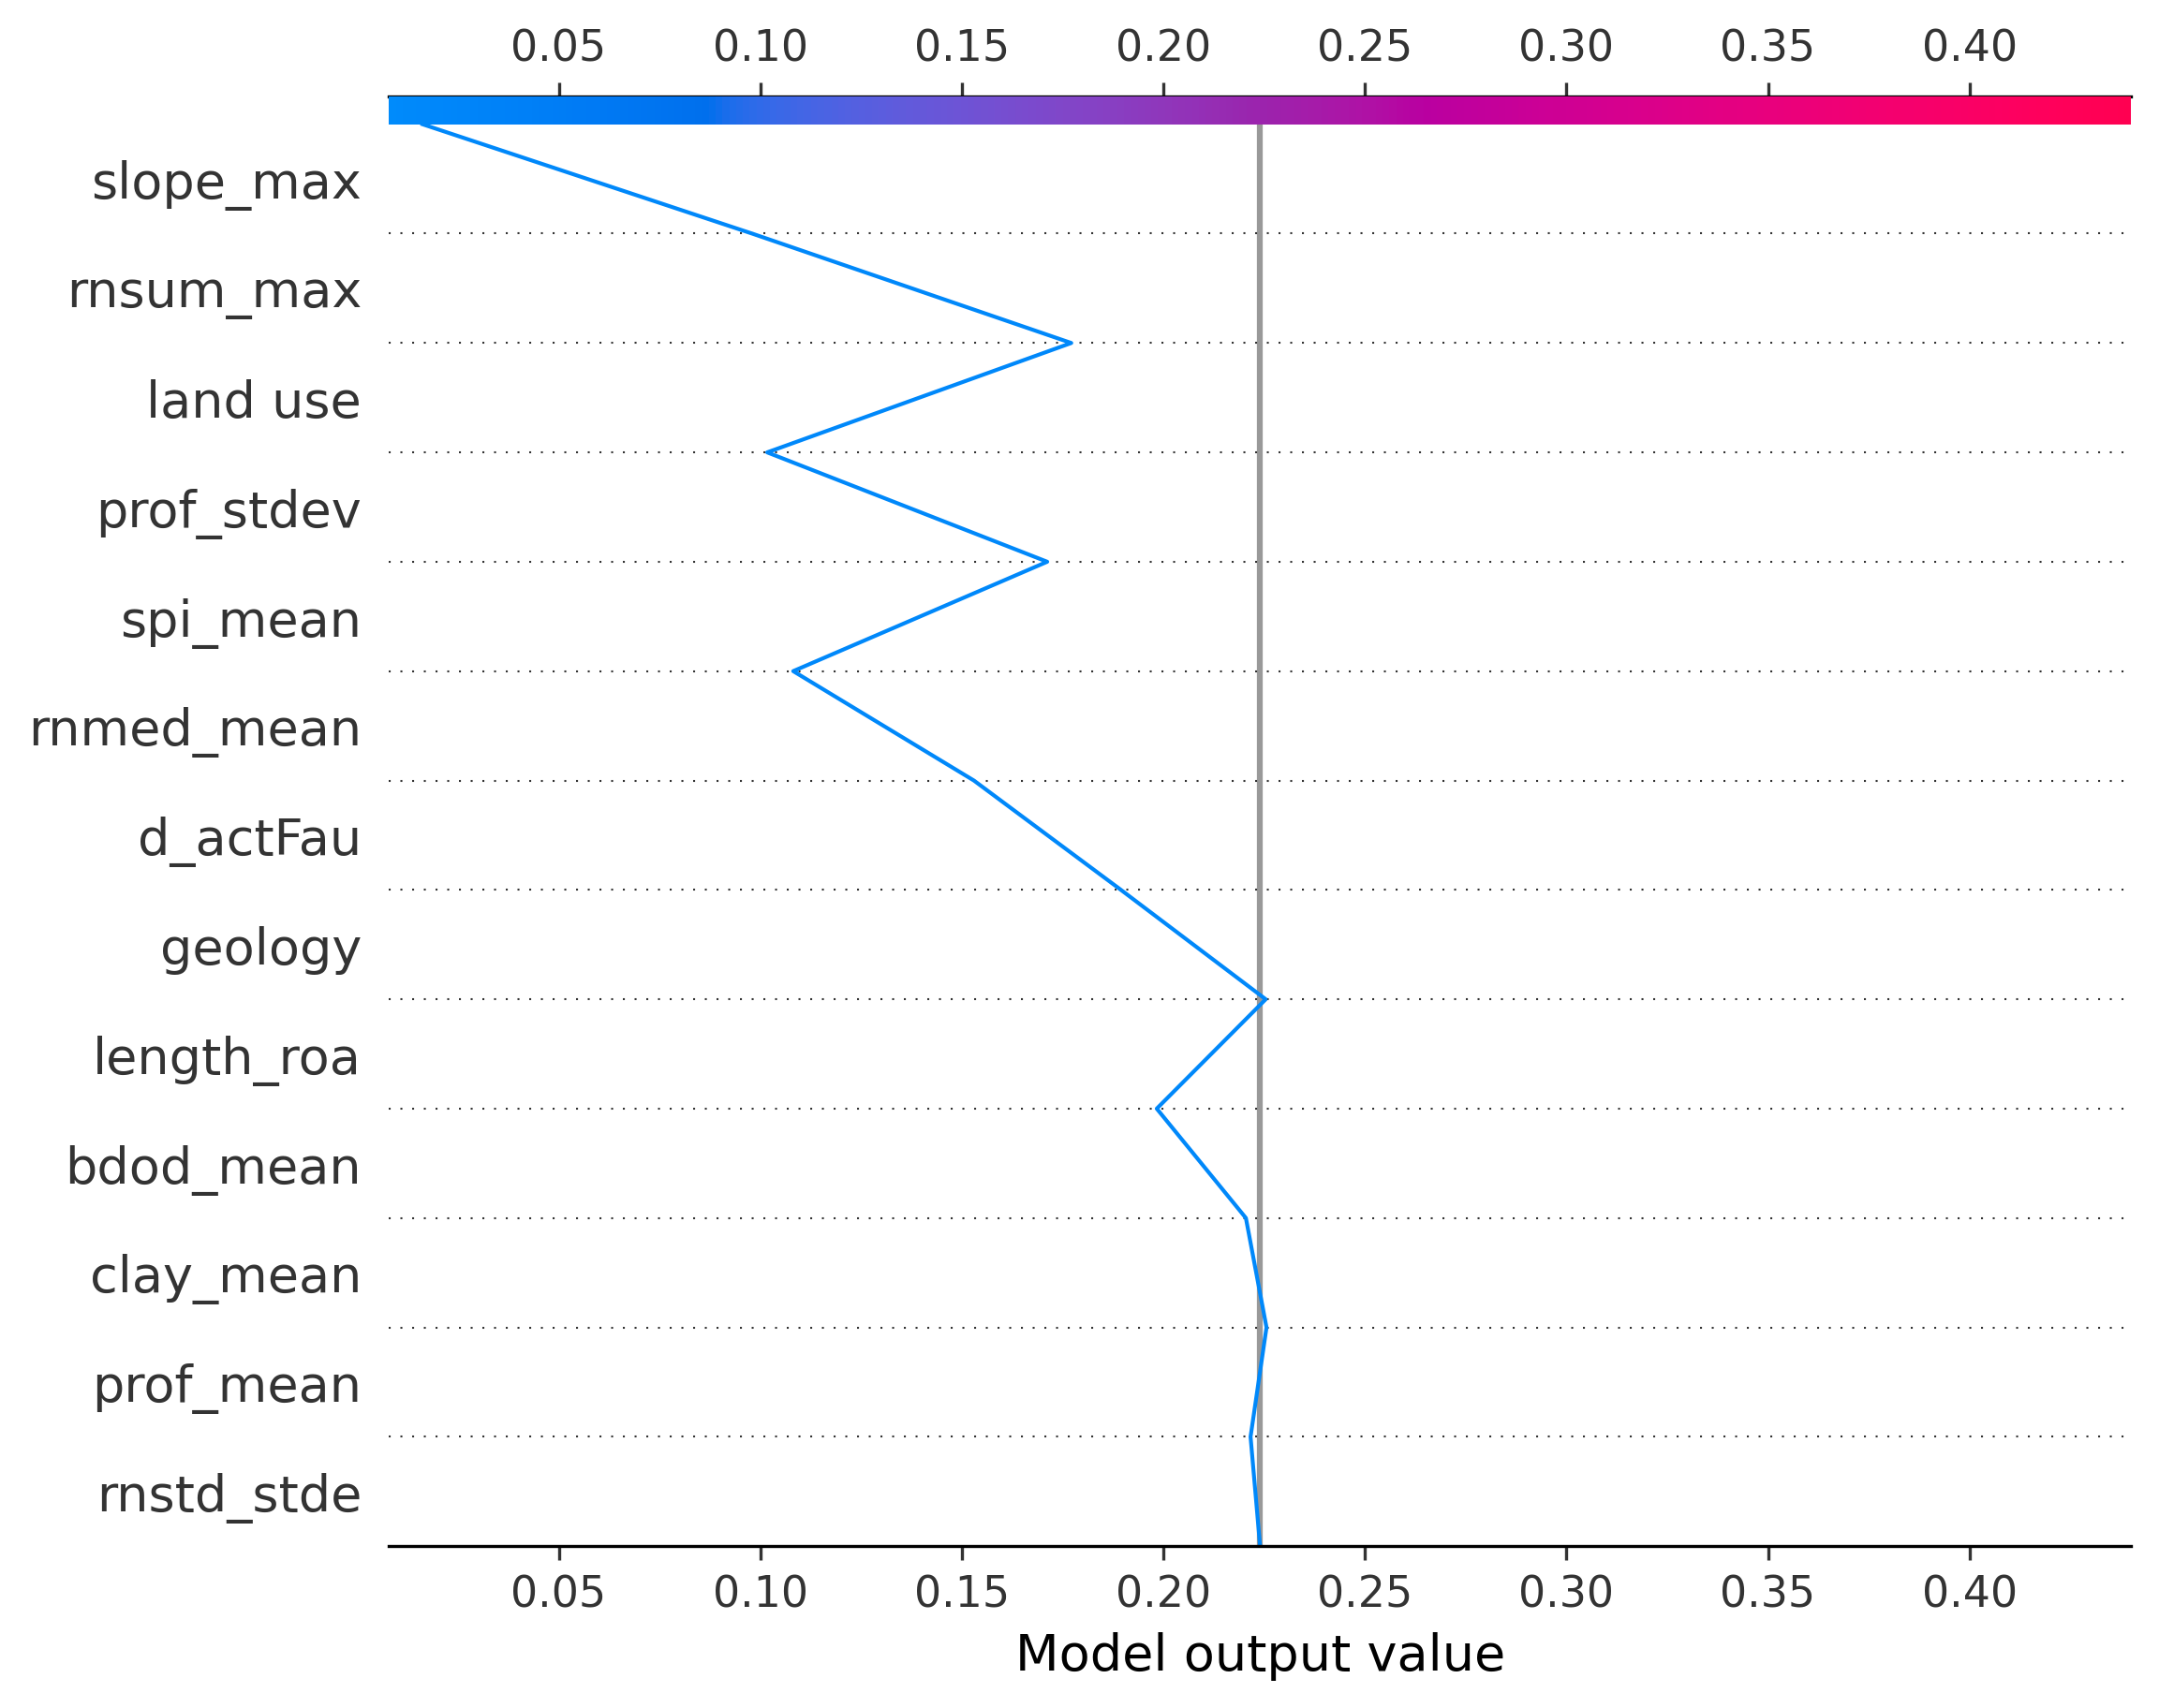 0.05 0.10 0.15 0.20 0.25 0.30 0.35 0.40
slope_max
rnsum_max
land use
prof_stdev
spi_mean
rnmed_mean
d_actFau
geology
length_roa
bdod_mean
clay_mean
prof_mean
rnstd_stde
0.05 0.10 0.15 0.20 0.25 0.30 0.35 0.40
Model output value